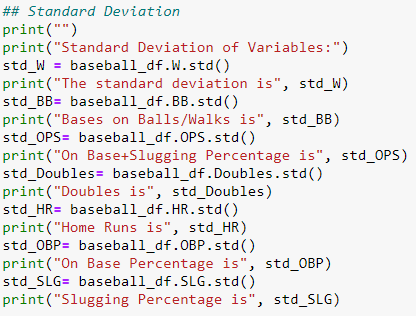 ## Standard Deviation
print("")
print("Standard Deviation of Variables:")
std_W = baseball_df.W.std()
print("The standard deviation is", std_W)
std_BB= baseball_df.BB.std()
print("Bases on Balls/Walks is", std_BB)
std_OPS= baseball_df.OPS.std()
print("On Base+Slugging Percentage is", std_OPS)
std_Doubles= baseball_df.Doubles.std()
print("Doubles is", std_Doubles)
std_HR= baseball_df.HR.std()
print("Home Runs is", std_HR)
std_OBP= baseball_df.OBP.std()
print("On Base Percentage is", std_OBP)
std_SLG= baseball_df.SLG.std()
print("Slugging Percentage is", std_SLG)